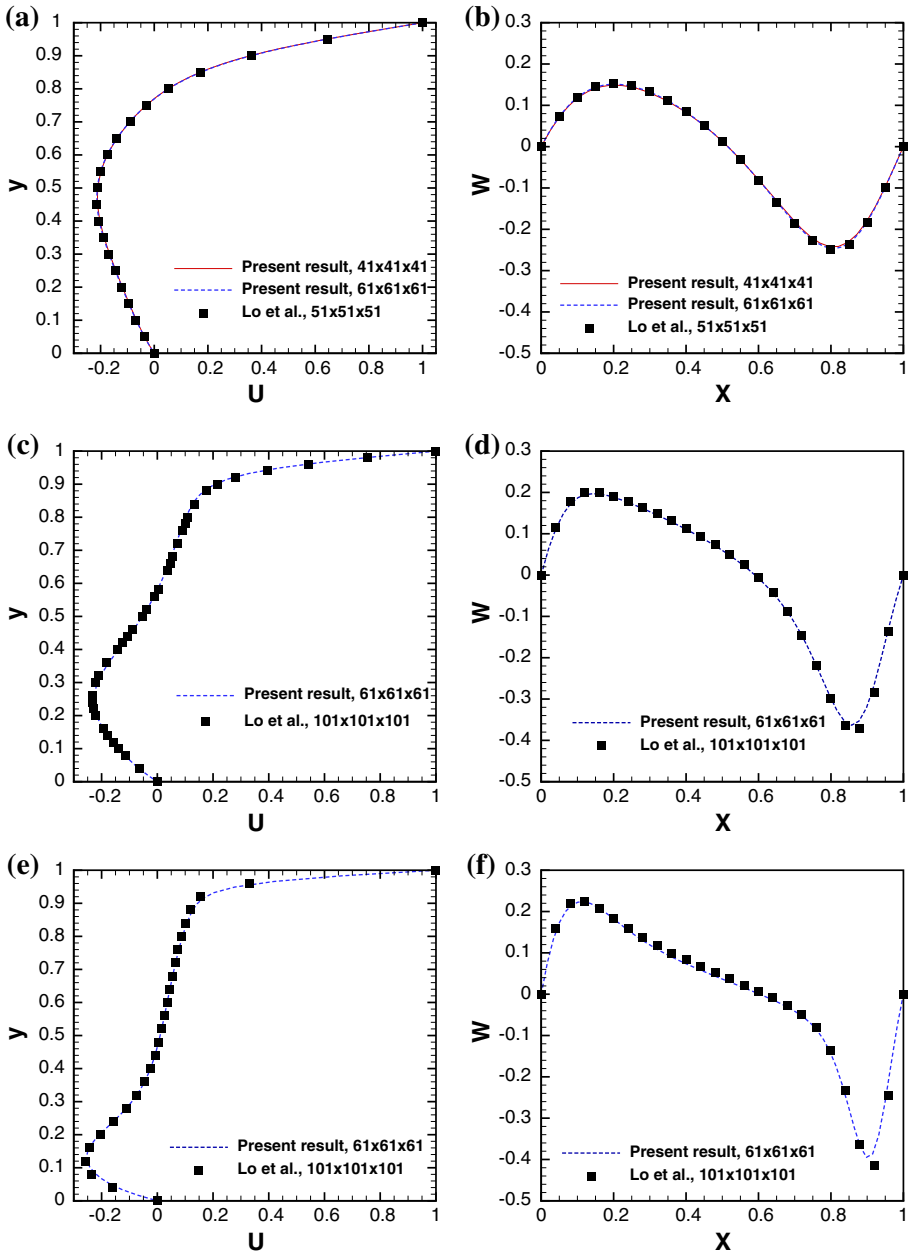 (a)
1
0.9
0.8
0.7
0.6
0.5
0.4
0.3
0.2
0.1
0
y
Present result, 41x41x41
Present result, 61x61x61
Lo et al., 51x51x51
-0.2 0 0.2 0.4 0.6 0.8 1
U
(b)
0.3
0.2
0.1
0
-0.1
-0.2
-0.3
-0.4
-0.5
W
Present result, 41x41x41
Present result, 61x61x61
Lo et al., 51x51x51
0 0.2 0.4 0.6 0.8 1
X
(c)
1
0.9
0.8
0.7
0.6
0.5
0.4
0.3
0.2
0.1
0
y
Present result, 61x61x61
Lo et al., 101x101x101
-0.2 0 0.2 0.4 0.6 0.8 1
U
(d)
0.3
0.2
0.1
0
-0.1
-0.2
-0.3
-0.4
-0.5
W
Present result, 61x61x61
Lo et al., 101x101x101
0 0.2 0.4 0.6 0.8 1
X
(e)
1
0.9
0.8
0.7
0.6
0.5
0.4
0.3
0.2
0.1
0
y
Present result, 61x61x61
Lo et al., 101x101x101
-0.2 0 0.2 0.4 0.6 0.8 1
U
(f)
0.3
0.2
0.1
0
-0.1
-0.2
-0.3
-0.4
-0.5
W
Present result, 61x61x61
Lo et al., 101x101x101
0 0.2 0.4 0.6 0.8 1
X